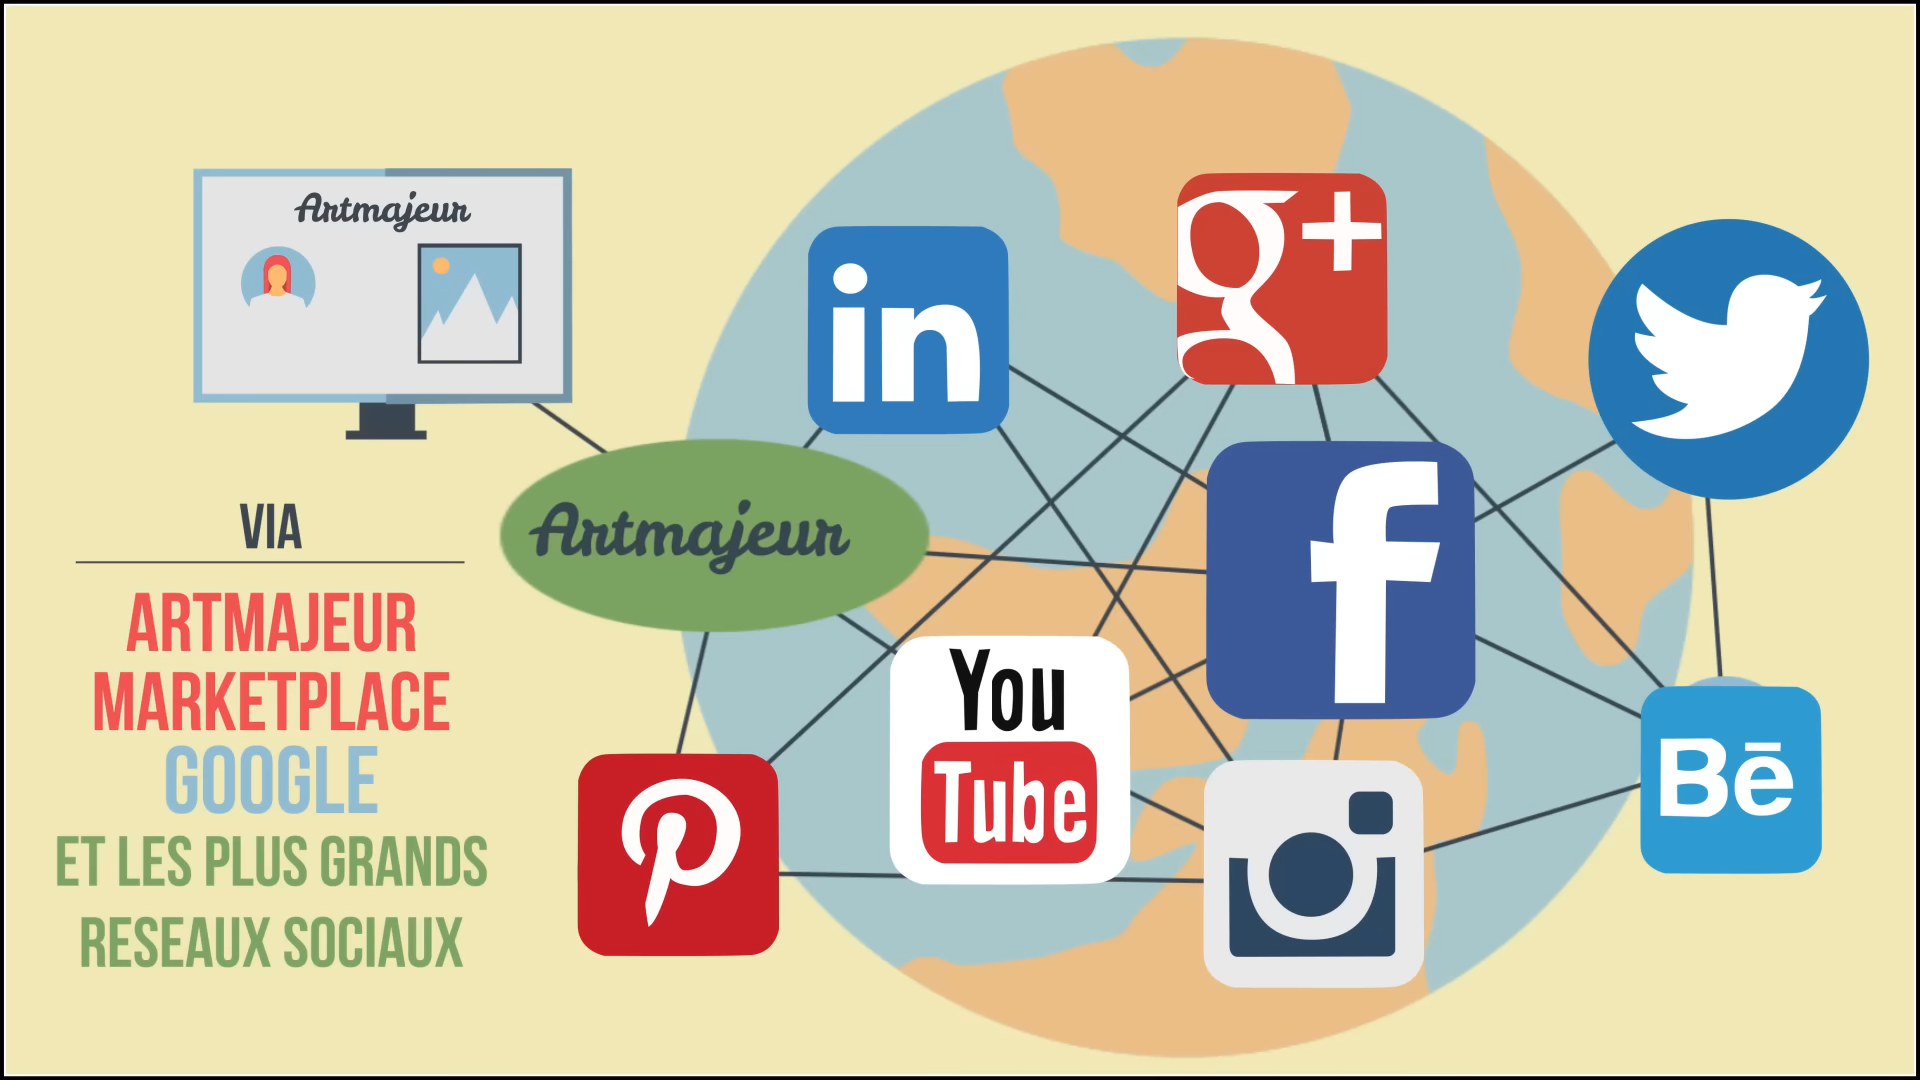 Artmajeur
VIA
ARTMAJEUR
MARKETPLACE
GOOGLE
ET LES PLUS GRANDS
RESEAUX SOCIAUX
Artmajeur
in
g+
f
You
Tube
Bē